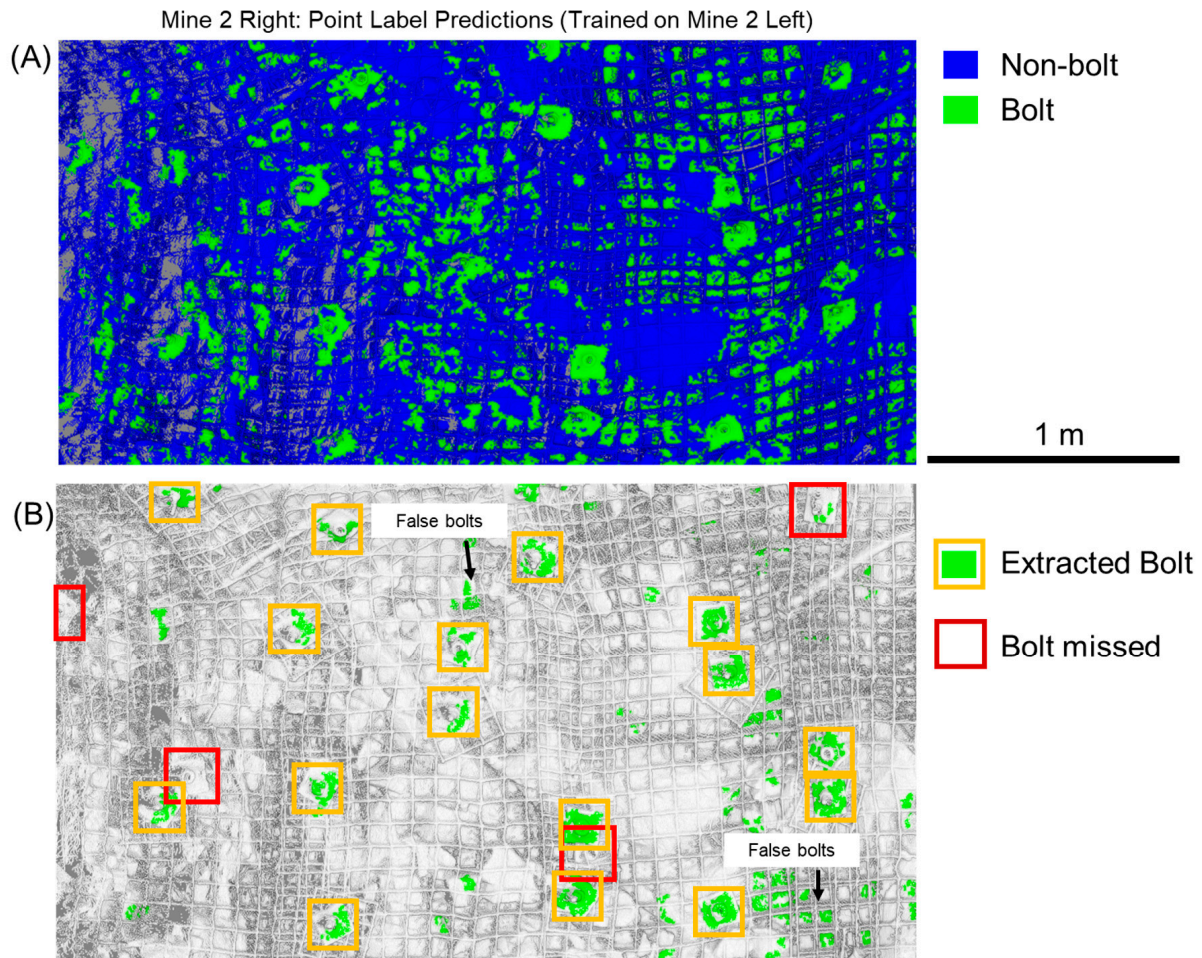 Mine 2 Right: Point Label Predictions (Trained on Mine 2 Left)
(A)
Non-bolt
Bolt
1 m
(B)
False bolts
Extracted Bolt
Bolt missed
False bolts